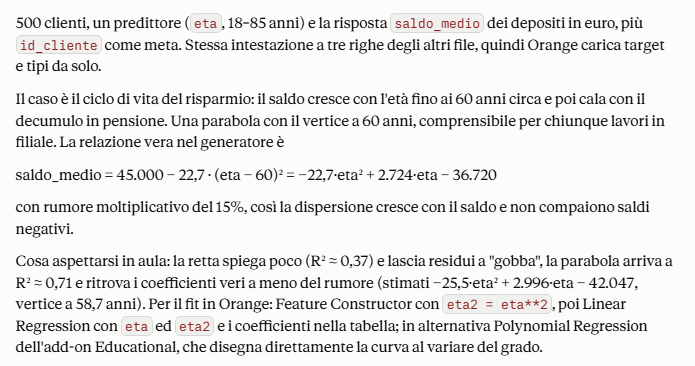 500 clienti, un predittore (eta, 18–85 anni) e la risposta saldo_medio dei depositi in euro, più
id_cliente come meta. Stessa intestazione a tre righe degli altri file, quindi Orange carica target
e tipi da solo.
Il caso è il ciclo di vita del risparmio: il saldo cresce con l'età fino ai 60 anni circa e poi cala con il
decumulo in pensione. Una parabola con il vertice a 60 anni, comprensibile per chiunque lavori in
filiale. La relazione vera nel generatore è
saldo_medio = 45.000 − 22,7 · (eta − 60)² = −22,7·eta² + 2.724·eta − 36.720
con rumore moltiplicativo del 15%, così la dispersione cresce con il saldo e non compaiono saldi
negativi.
Cosa aspettarsi in aula: la retta spiega poco (R² ≈ 0,37) e lascia residui a "gobba", la parabola arriva a
R² ≈ 0,71 e ritrova i coefficienti veri a meno del rumore (stimati −25,5·eta² + 2.996·eta − 42.047,
vertice a 58,7 anni). Per il fit in Orange: Feature Constructor con eta2 = eta**2, poi Linear
Regression con eta ed eta2 e i coefficienti nella tabella; in alternativa Polynomial Regression
dell'add-on Educational, che disegna direttamente la curva al variare del grado.